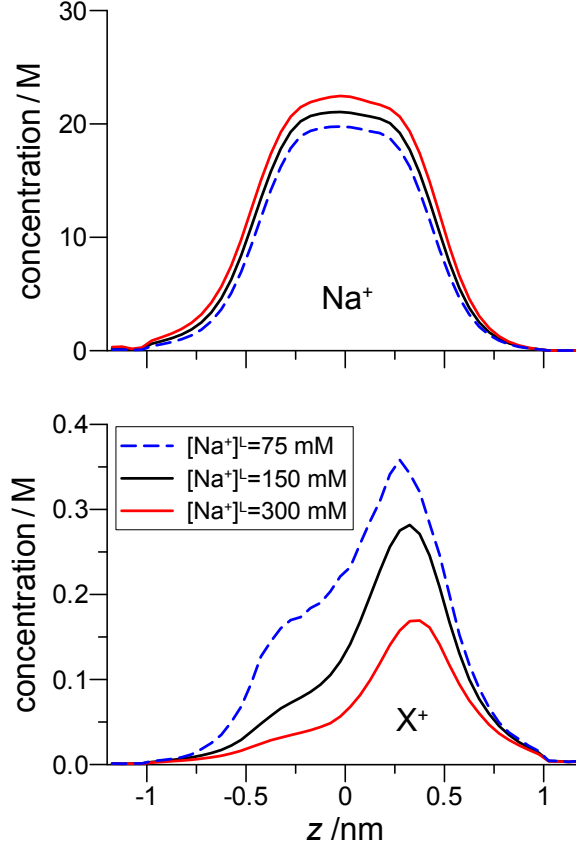 30
20
10
0
concentration / M
Na⁺
0.4
0.3
0.2
0.1
0.0
concentration / M
[Na⁺]ᴸ=75 mM
[Na⁺]ᴸ=150 mM
[Na⁺]ᴸ=300 mM
X⁺
-1
-0.5
0
0.5
1
z /nm